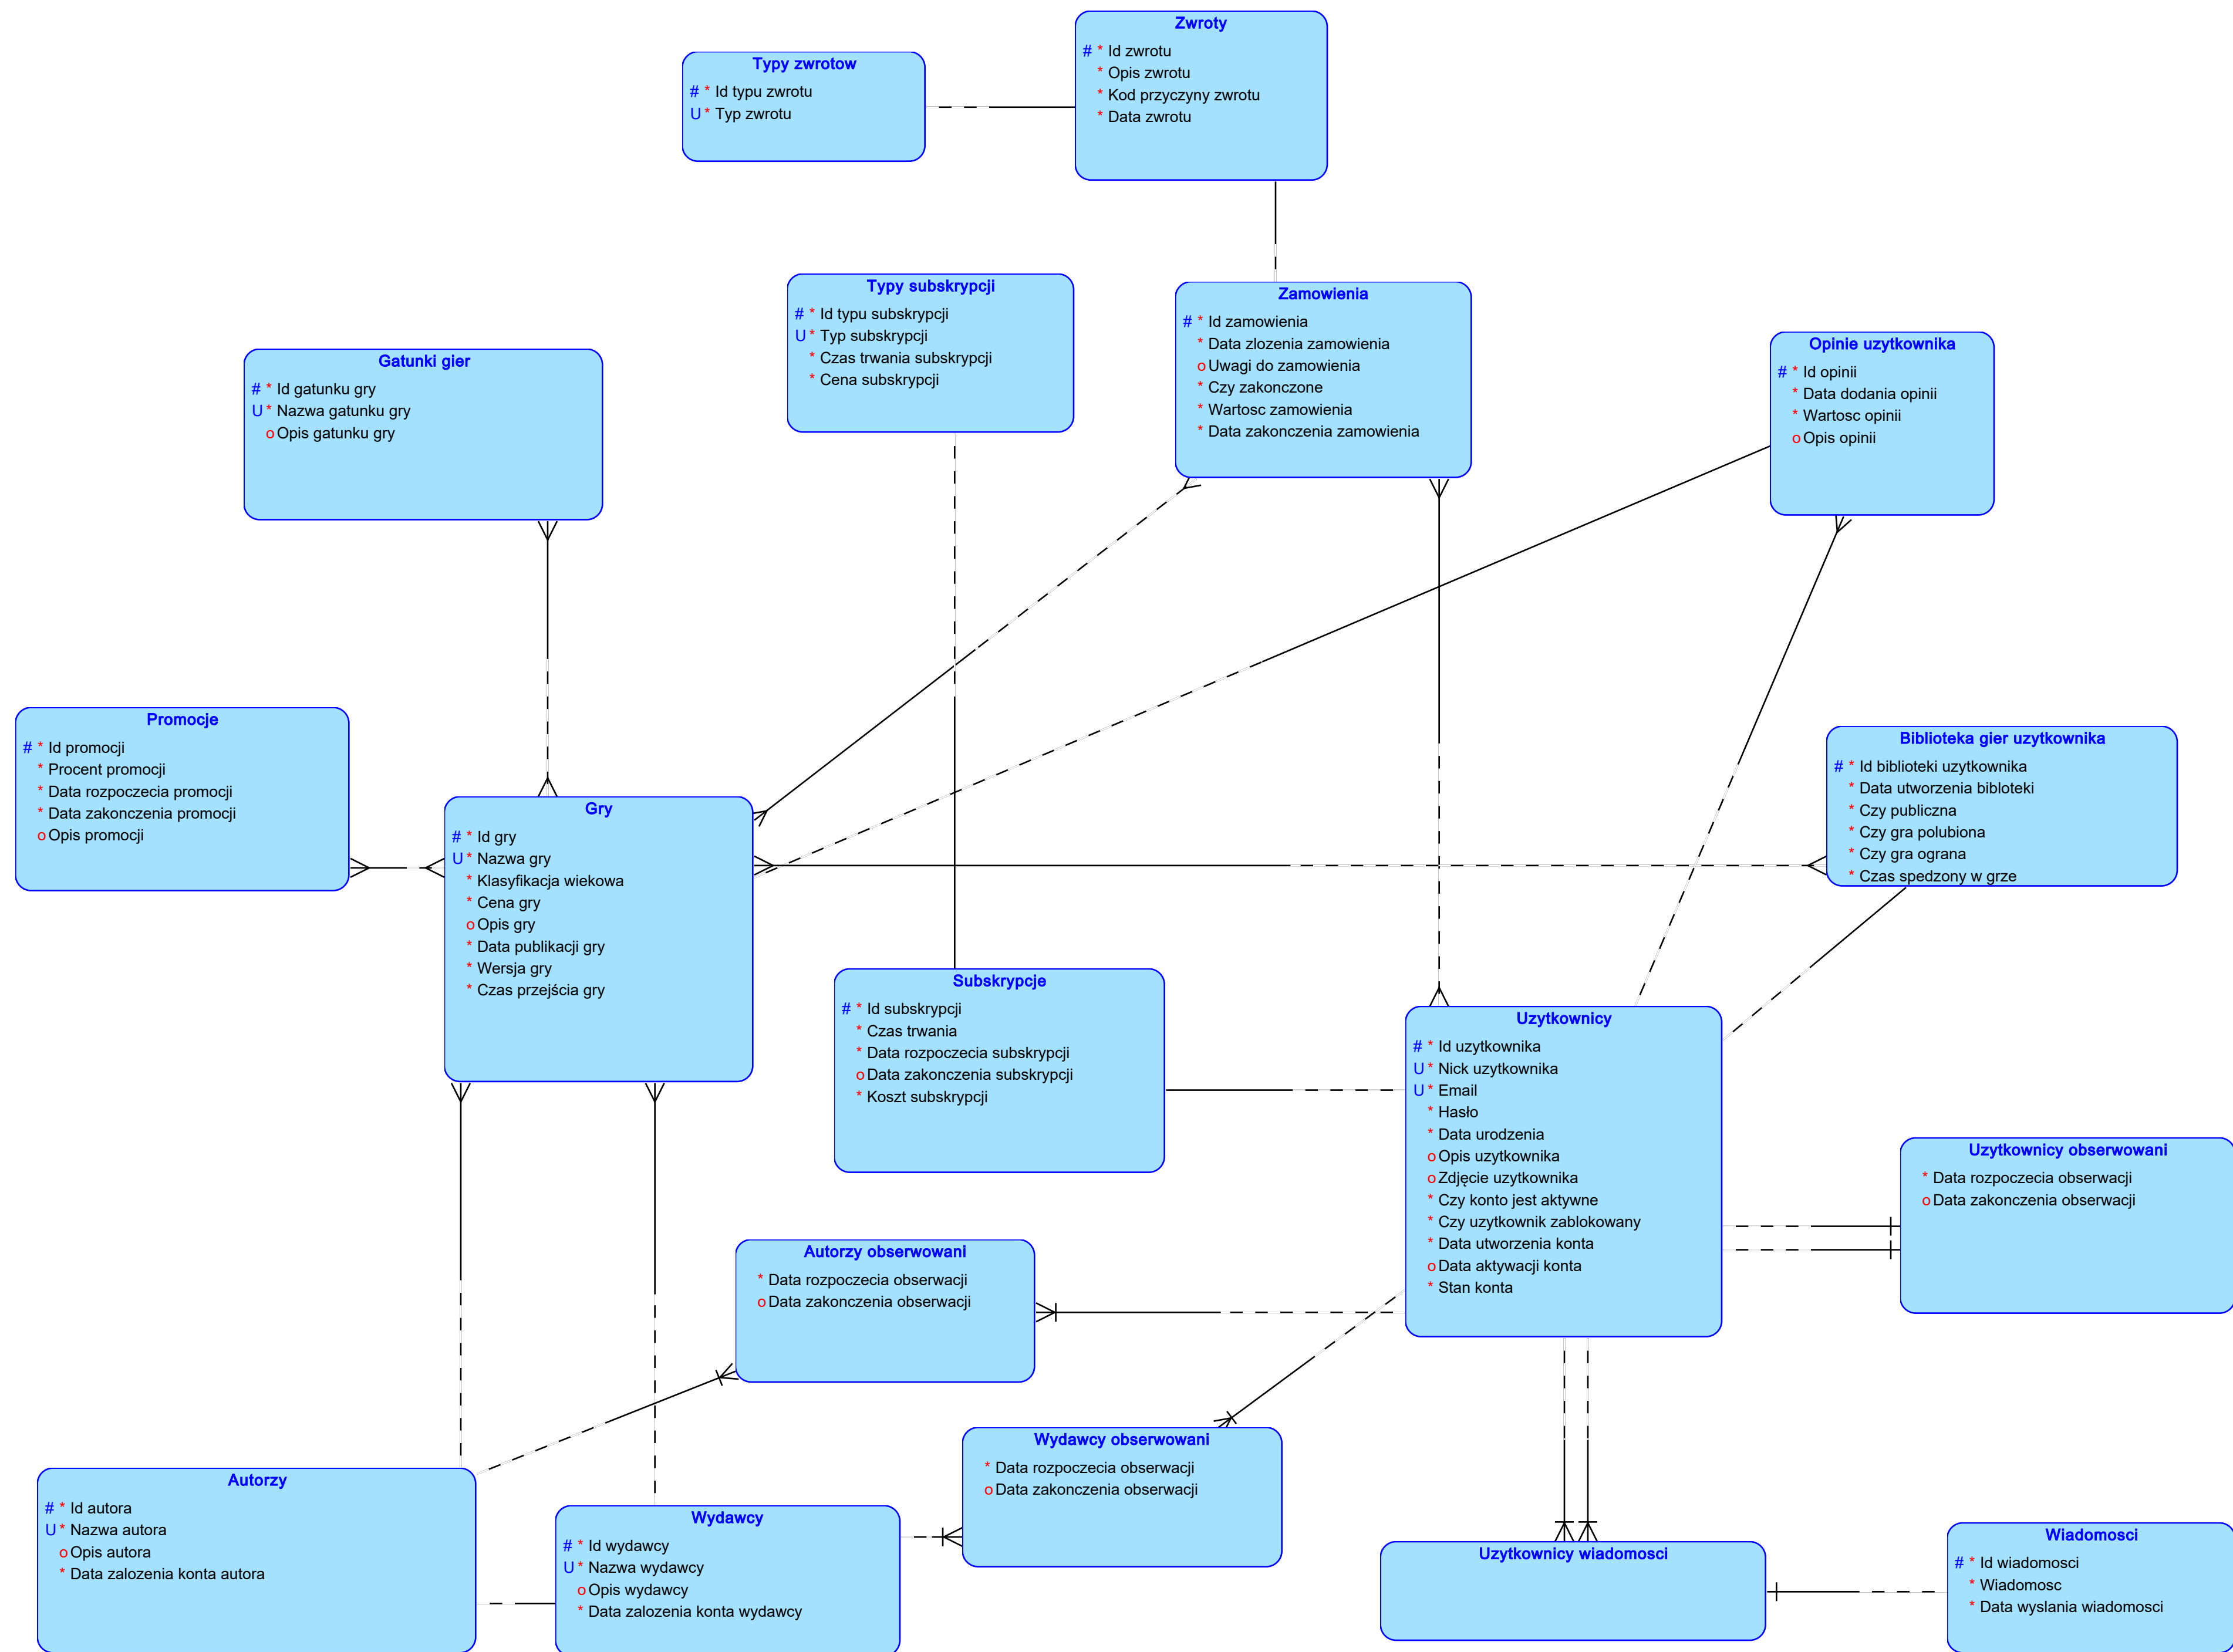 Zwroty
# * Id zwrotu
* Opis zwrotu
* Kod przyczyny zwrotu
* Data zwrotu
Typy zwrotow
# * Id typu zwrotu
U * Typ zwrotu
Typy subskrypcji
# * Id typu subskrypcji
U * Typ subskrypcji
* Czas trwania subskrypcji
* Cena subskrypcji
Zamowienia
# * Id zamowienia
* Data zlozenia zamowienia
o Uwagi do zamowienia
* Czy zakonczone
* Wartosc zamowienia
* Data zakonczenia zamowienia
Opinie uzytkownika
# * Id opinii
* Data dodania opinii
* Wartosc opinii
o Opis opinii
Gatunki gier
# * Id gatunku gry
U * Nazwa gatunku gry
o Opis gatunku gry
Promocje
# * Id promocji
* Procent promocji
* Data rozpoczecia promocji
* Data zakonczenia promocji
o Opis promocji
Gry
# * Id gry
U * Nazwa gry
* Klasyfikacja wiekowa
* Cena gry
o Opis gry
* Data publikacji gry
* Wersja gry
* Czas przejścia gry
Biblioteka gier uzytkownika
# * Id biblioteki uzytkownika
* Data utworzenia bibloteki
* Czy publiczna
* Czy gra polubiona
* Czy gra ograna
* Czas spedzony w grze
Subskrypcje
# * Id subskrypcji
* Czas trwania
* Data rozpoczecia subskrypcji
o Data zakonczenia subskrypcji
* Koszt subskrypcji
Uzytkownicy
# * Id uzytkownika
U * Nick uzytkownika
U * Email
* Hasło
* Data urodzenia
o Opis uzytkownika
o Zdjęcie uzytkownika
* Czy konto jest aktywne
* Czy uzytkownik zablokowany
* Data utworzenia konta
o Data aktywacji konta
* Stan konta
Uzytkownicy obserwowani
* Data rozpoczecia obserwacji
o Data zakonczenia obserwacji
Autorzy obserwowani
* Data rozpoczecia obserwacji
o Data zakonczenia obserwacji
Wydawcy obserwowani
* Data rozpoczecia obserwacji
o Data zakonczenia obserwacji
Autorzy
# * Id autora
U * Nazwa autora
o Opis autora
* Data zalozenia konta autora
Wydawcy
# * Id wydawcy
U * Nazwa wydawcy
o Opis wydawcy
* Data zalozenia konta wydawcy
Uzytkownicy wiadomosci
Wiadomosci
# * Id wiadomosci
* Wiadomosc
* Data wyslania wiadomosci